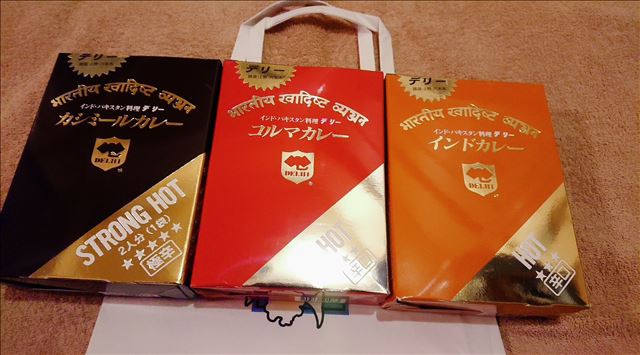 デリー
भारतीय स्वादिष्ट व्यञ्जन
インド・パキスタン料理 デリー
カシミールカレー
DELHI
STRONG HOT
2人分(1袋)
★★★★★
極辛
デリー
भारतीय स्वादिष्ट व्यञ्जन
インド・パキスタン料理 デリー
コルマカレー
DELHI
HOT
辛口
デリー
भारतीय स्वादिष्ट व्यञ्जन
インド・パキスタン料理 デリー
インドカレー
DELHI
HOT
辛口